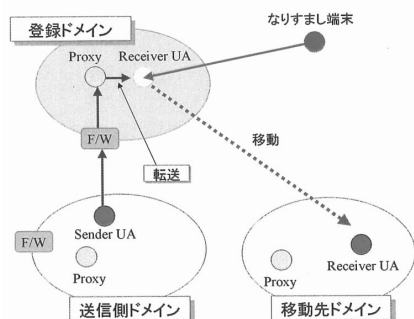 なりすまし端末
登録ドメイン
Proxy
Receiver UA
F/W
転送
移動
F/W
Sender UA
Proxy
Proxy
Receiver UA
送信側ドメイン
移動先ドメイン